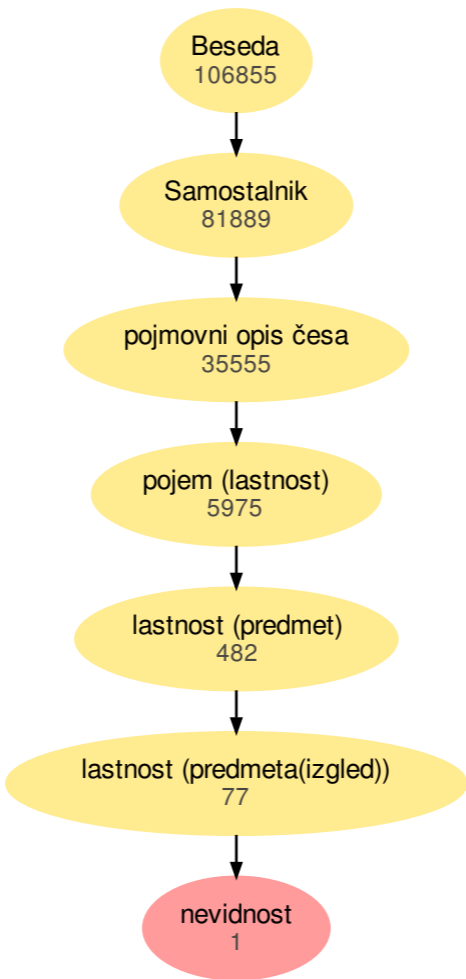 Beseda
106855
Samostalnik
81889
pojmovni opis česa
35555
pojem (lastnost)
5975
lastnost (predmet)
482
lastnost (predmeta(izgled))
77
nevidnost
1